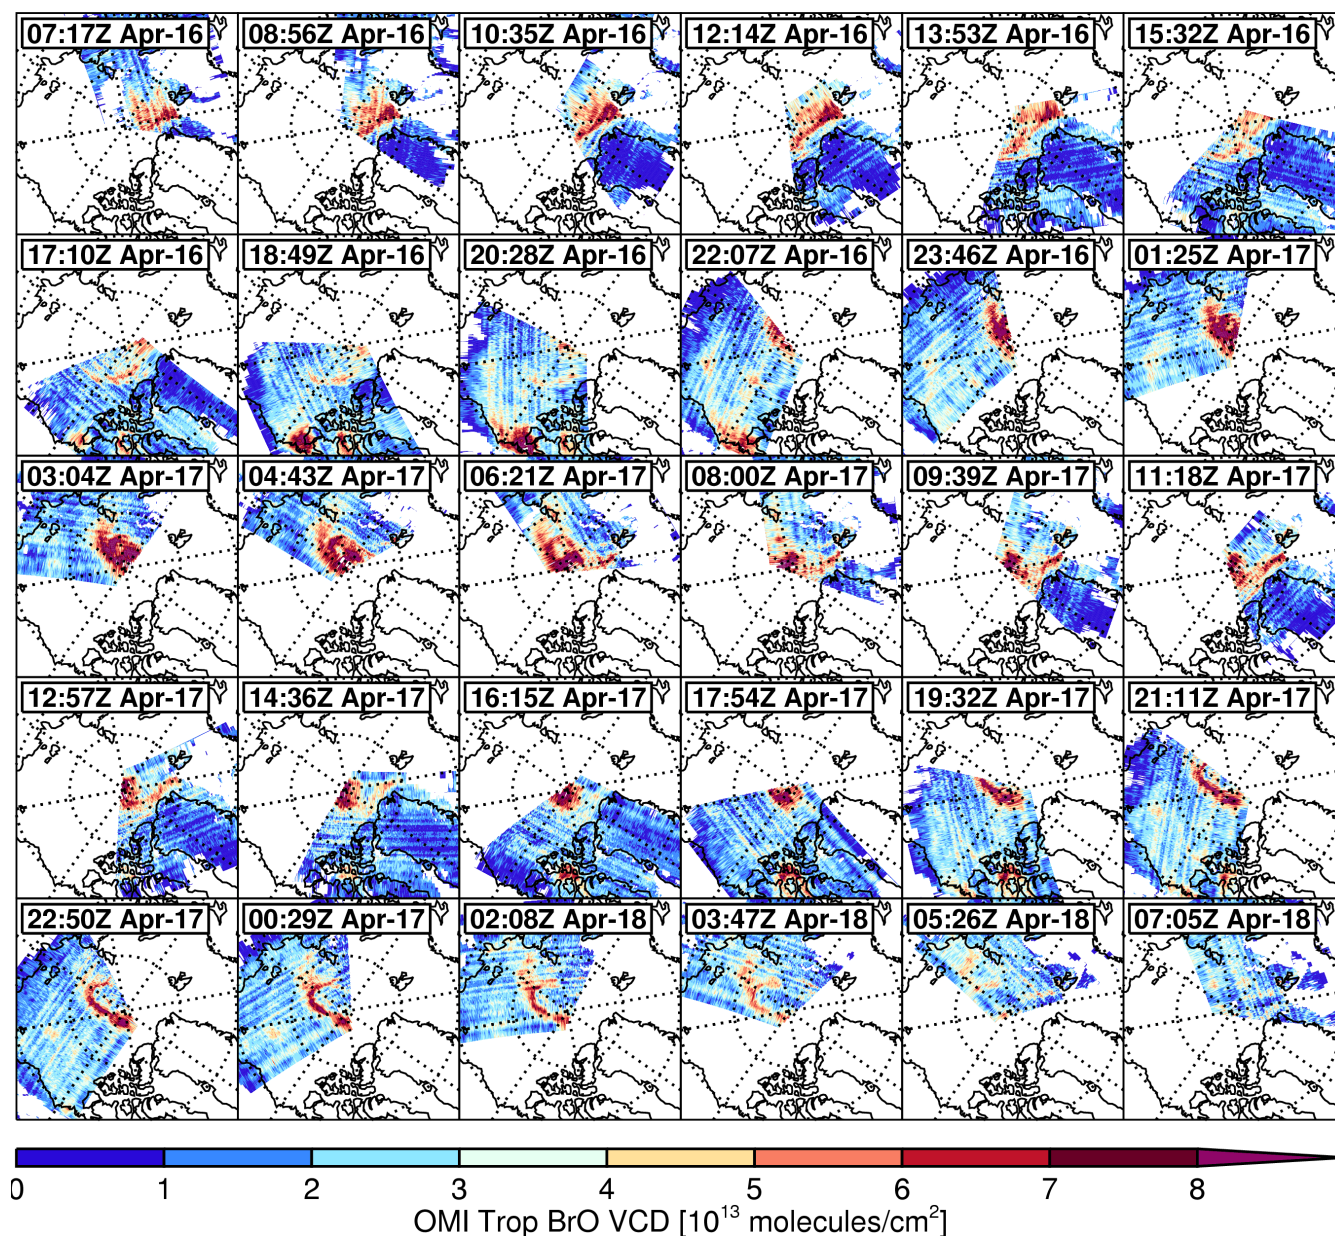 07:17Z Apr-16
08:56Z Apr-16
10:35Z Apr-16
12:14Z Apr-16
13:53Z Apr-16
15:32Z Apr-16
17:10Z Apr-16
18:49Z Apr-16
20:28Z Apr-16
22:07Z Apr-16
23:46Z Apr-16
01:25Z Apr-17
03:04Z Apr-17
04:43Z Apr-17
06:21Z Apr-17
08:00Z Apr-17
09:39Z Apr-17
11:18Z Apr-17
12:57Z Apr-17
14:36Z Apr-17
16:15Z Apr-17
17:54Z Apr-17
19:32Z Apr-17
21:11Z Apr-17
22:50Z Apr-17
00:29Z Apr-17
02:08Z Apr-18
03:47Z Apr-18
05:26Z Apr-18
07:05Z Apr-18
0 1 2 3 4 5 6 7 8
OMI Trop BrO VCD [10¹³ molecules/cm²]